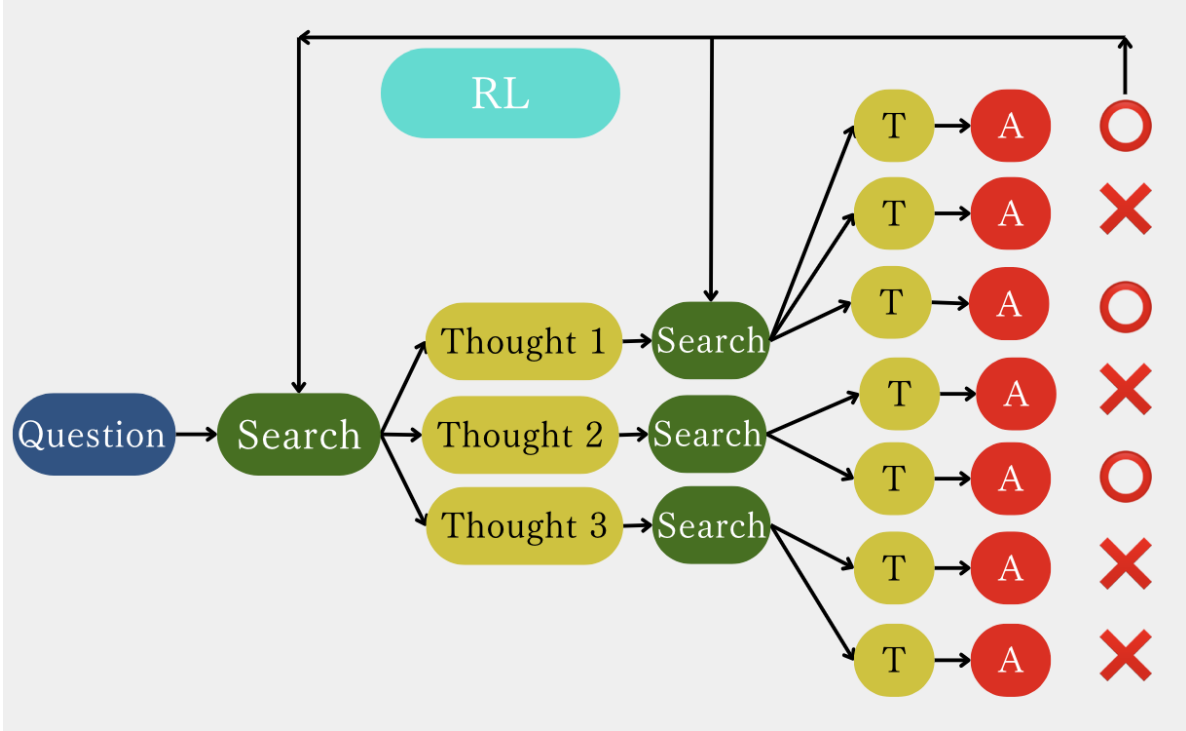 RL
Question
Search
Thought 1
Thought 2
Thought 3
Search
Search
Search
T A
T A
T A
T A
T A
T A
T A